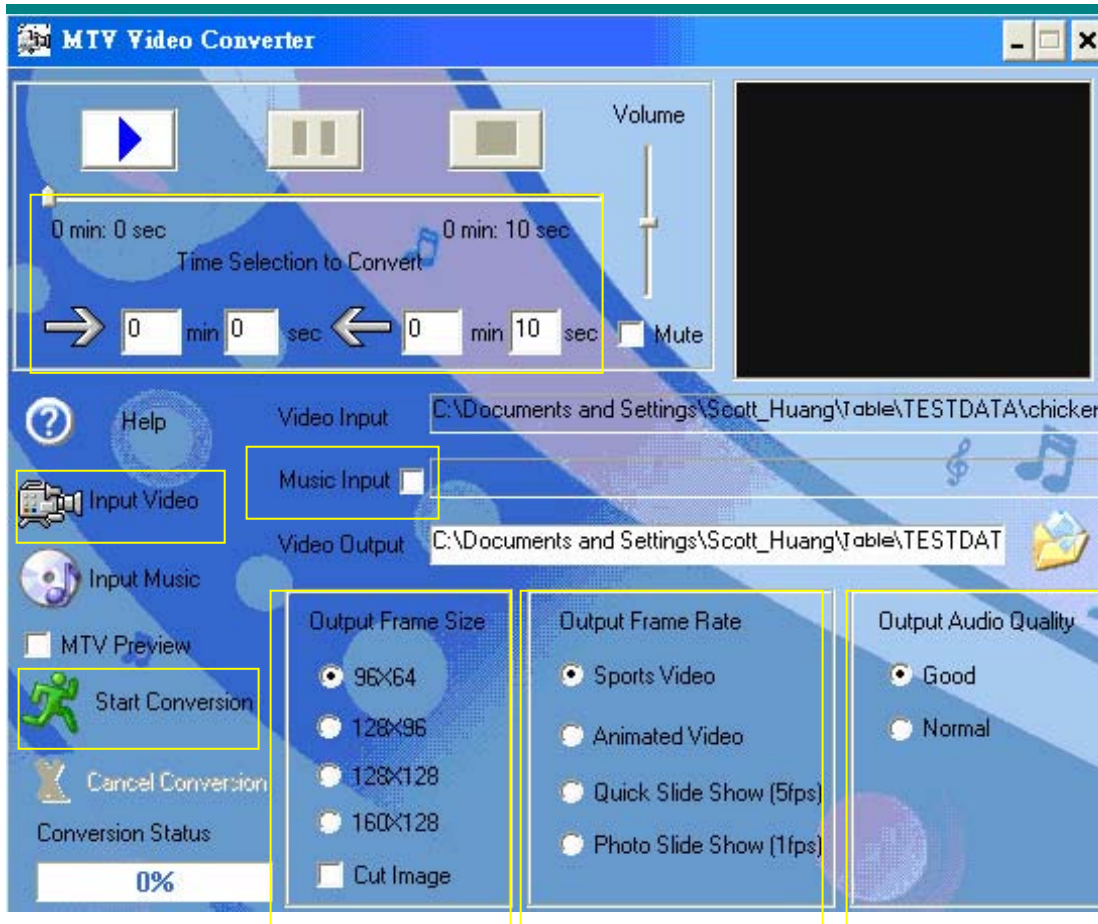 MTV Video Converter
Volume
0 min: 0 sec
0 min: 10 sec
Time Selection to Convert
0 min 0 sec 0 min 10 sec
Mute
Help
Video Input C:\Documents and Settings\Scott_Huang\Table\TESTDATA\chicker
Input Video
Music Input
Video Output C:\Documents and Settings\Scott_Huang\Table\TESTDAT
Input Music
MTV Preview
Start Conversion
Cancel Conversion
Conversion Status
0%
Output Frame Size
96X64
128X96
128X128
160X128
Cut Image
Output Frame Rate
Sports Video
Animated Video
Quick Slide Show (5fps)
Photo Slide Show (1fps)
Output Audio Quality
Good
Normal